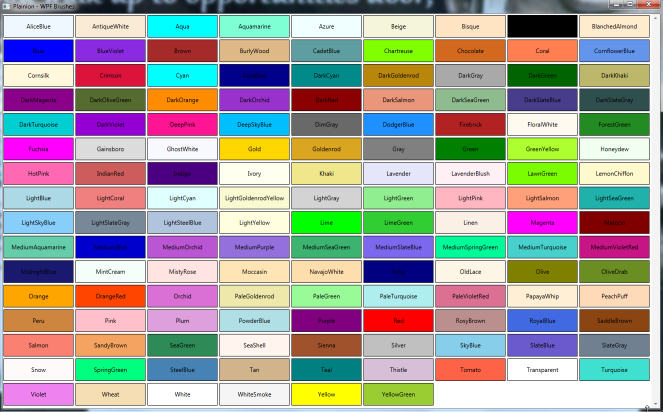 Plainion - WPF Brushes
AliceBlue AntiqueWhite Aqua Aquamarine Azure Beige Bisque BlanchedAlmond
Blue BlueViolet Brown BurlyWood CadetBlue Chartreuse Chocolate Coral CornflowerBlue
Cornsilk Crimson Cyan DarkCyan DarkGoldenrod DarkGray DarkGreen DarkKhaki
DarkMagenta DarkOliveGreen DarkOrange DarkOrchid DarkRed DarkSalmon DarkSeaGreen DarkSlateBlue DarkSlateGray
DarkTurquoise DarkViolet DeepPink DeepSkyBlue DimGray DodgerBlue Firebrick FloralWhite ForestGreen
Fuchsia Gainsboro GhostWhite Gold Goldenrod Gray Green GreenYellow Honeydew
HotPink IndianRed Indigo Ivory Khaki Lavender LavenderBlush LawnGreen LemonChiffon
LightBlue LightCoral LightCyan LightGoldenrodYellow LightGray LightGreen LightPink LightSalmon LightSeaGreen
LightSkyBlue LightSlateGray LightSteelBlue LightYellow Lime LimeGreen Linen Magenta Maroon
MediumAquamarine MediumBlue MediumOrchid MediumPurple MediumSeaGreen MediumSlateBlue MediumSpringGreen MediumTurquoise MediumVioletRed
MidnightBlue MintCream MistyRose Moccasin NavajoWhite OldLace Olive OliveDrab
Orange OrangeRed Orchid PaleGoldenrod PaleGreen PaleTurquoise PaleVioletRed PapayaWhip PeachPuff
Peru Pink Plum PowderBlue Purple Red RosyBrown RoyalBlue SaddleBrown
Salmon SandyBrown SeaGreen SeaShell Sienna Silver SkyBlue SlateBlue SlateGray
Snow SpringGreen SteelBlue Tan Teal Thistle Tomato Transparent Turquoise
Violet Wheat White WhiteSmoke Yellow YellowGreen